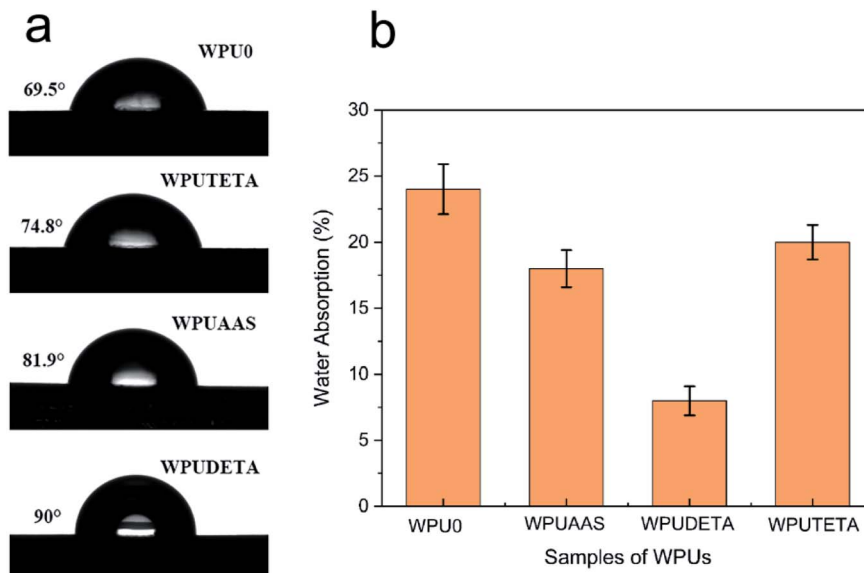 a
WPU0
69.5°
WPUTETA
74.8°
WPUAAS
81.9°
WPUDETA
90°
b
Water Absorption (%)
30
25
20
15
10
5
0
WPU0 WPUAAS WPUDETA WPUTETA
Samples of WPUs